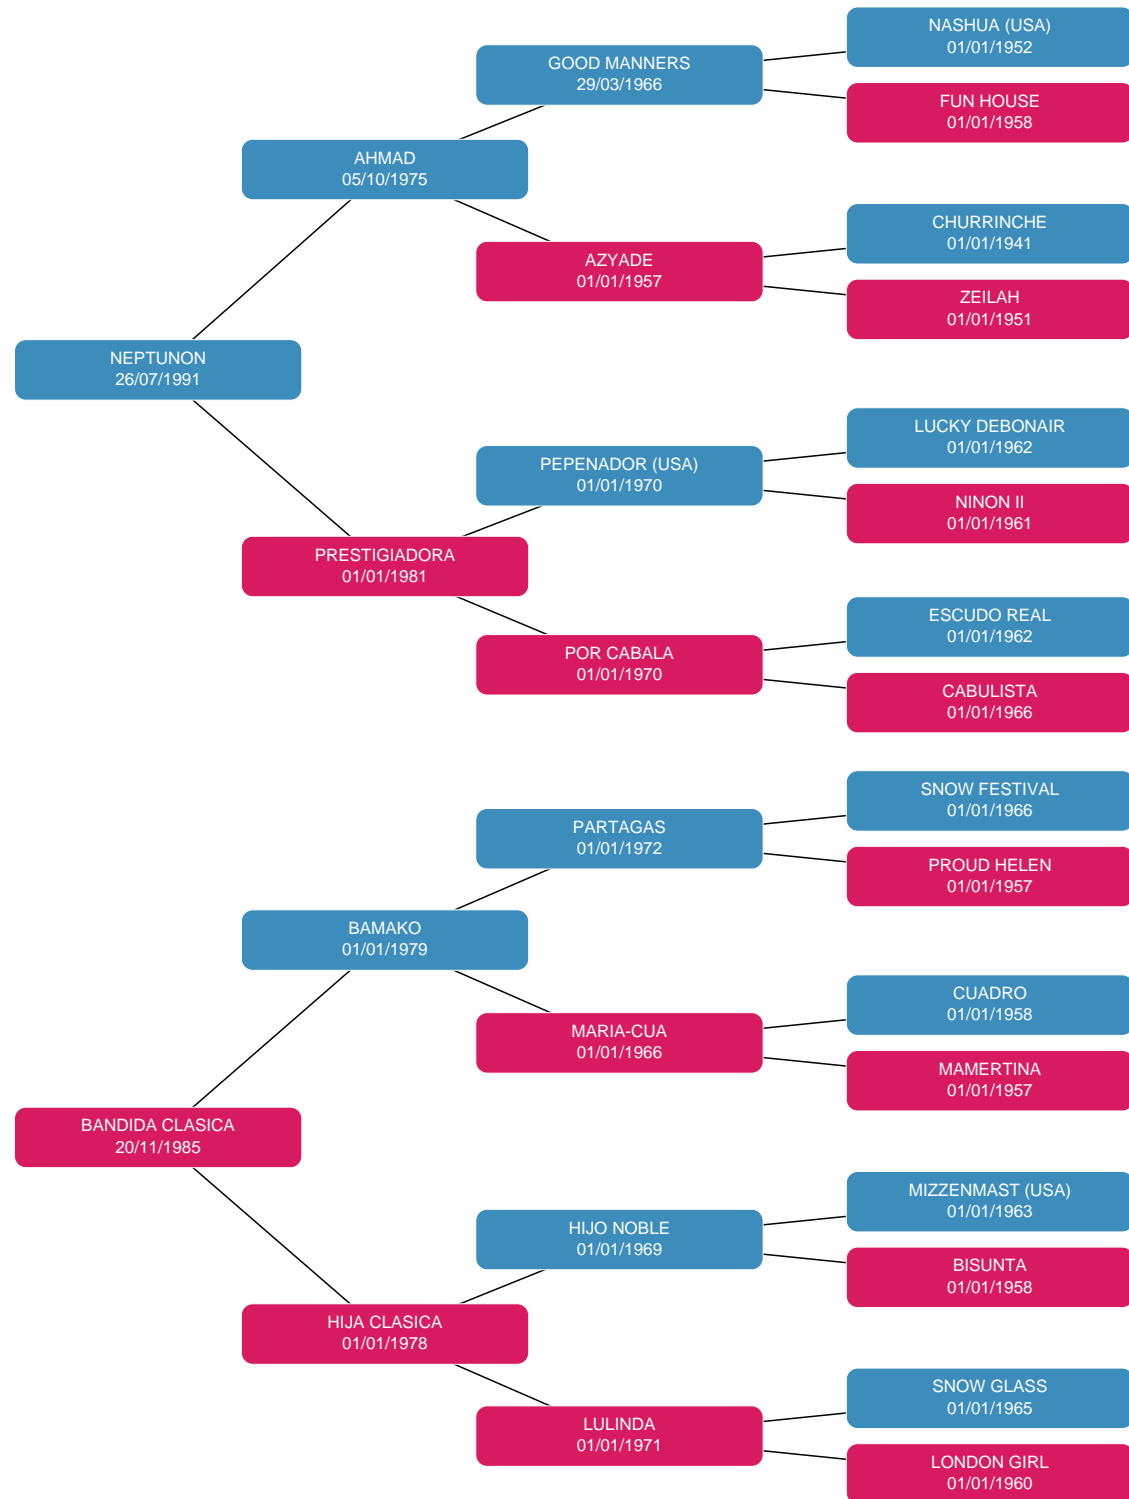 NASHUA (USA)
01/01/1952
GOOD MANNERS
29/03/1966
FUN HOUSE
01/01/1958
AHMAD
05/10/1975
CHURRINCHE
01/01/1941
AZYADE
01/01/1957
ZEILAH
01/01/1951
NEPTUNON
26/07/1991
LUCKY DEBONAIR
01/01/1962
PEPENADOR (USA)
01/01/1970
NINON II
01/01/1961
PRESTIGIADORA
01/01/1981
ESCUDO REAL
01/01/1962
POR CABALA
01/01/1970
CABULISTA
01/01/1966
SNOW FESTIVAL
01/01/1966
PARTAGAS
01/01/1972
PROUD HELEN
01/01/1957
BAMAKO
01/01/1979
CUADRO
01/01/1958
MARIA-CUA
01/01/1966
MAMERTINA
01/01/1957
BANDIDA CLASICA
20/11/1985
MIZZENMAST (USA)
01/01/1963
HIJO NOBLE
01/01/1969
BISUNTA
01/01/1958
HIJA CLASICA
01/01/1978
SNOW GLASS
01/01/1965
LULINDA
01/01/1971
LONDON GIRL
01/01/1960